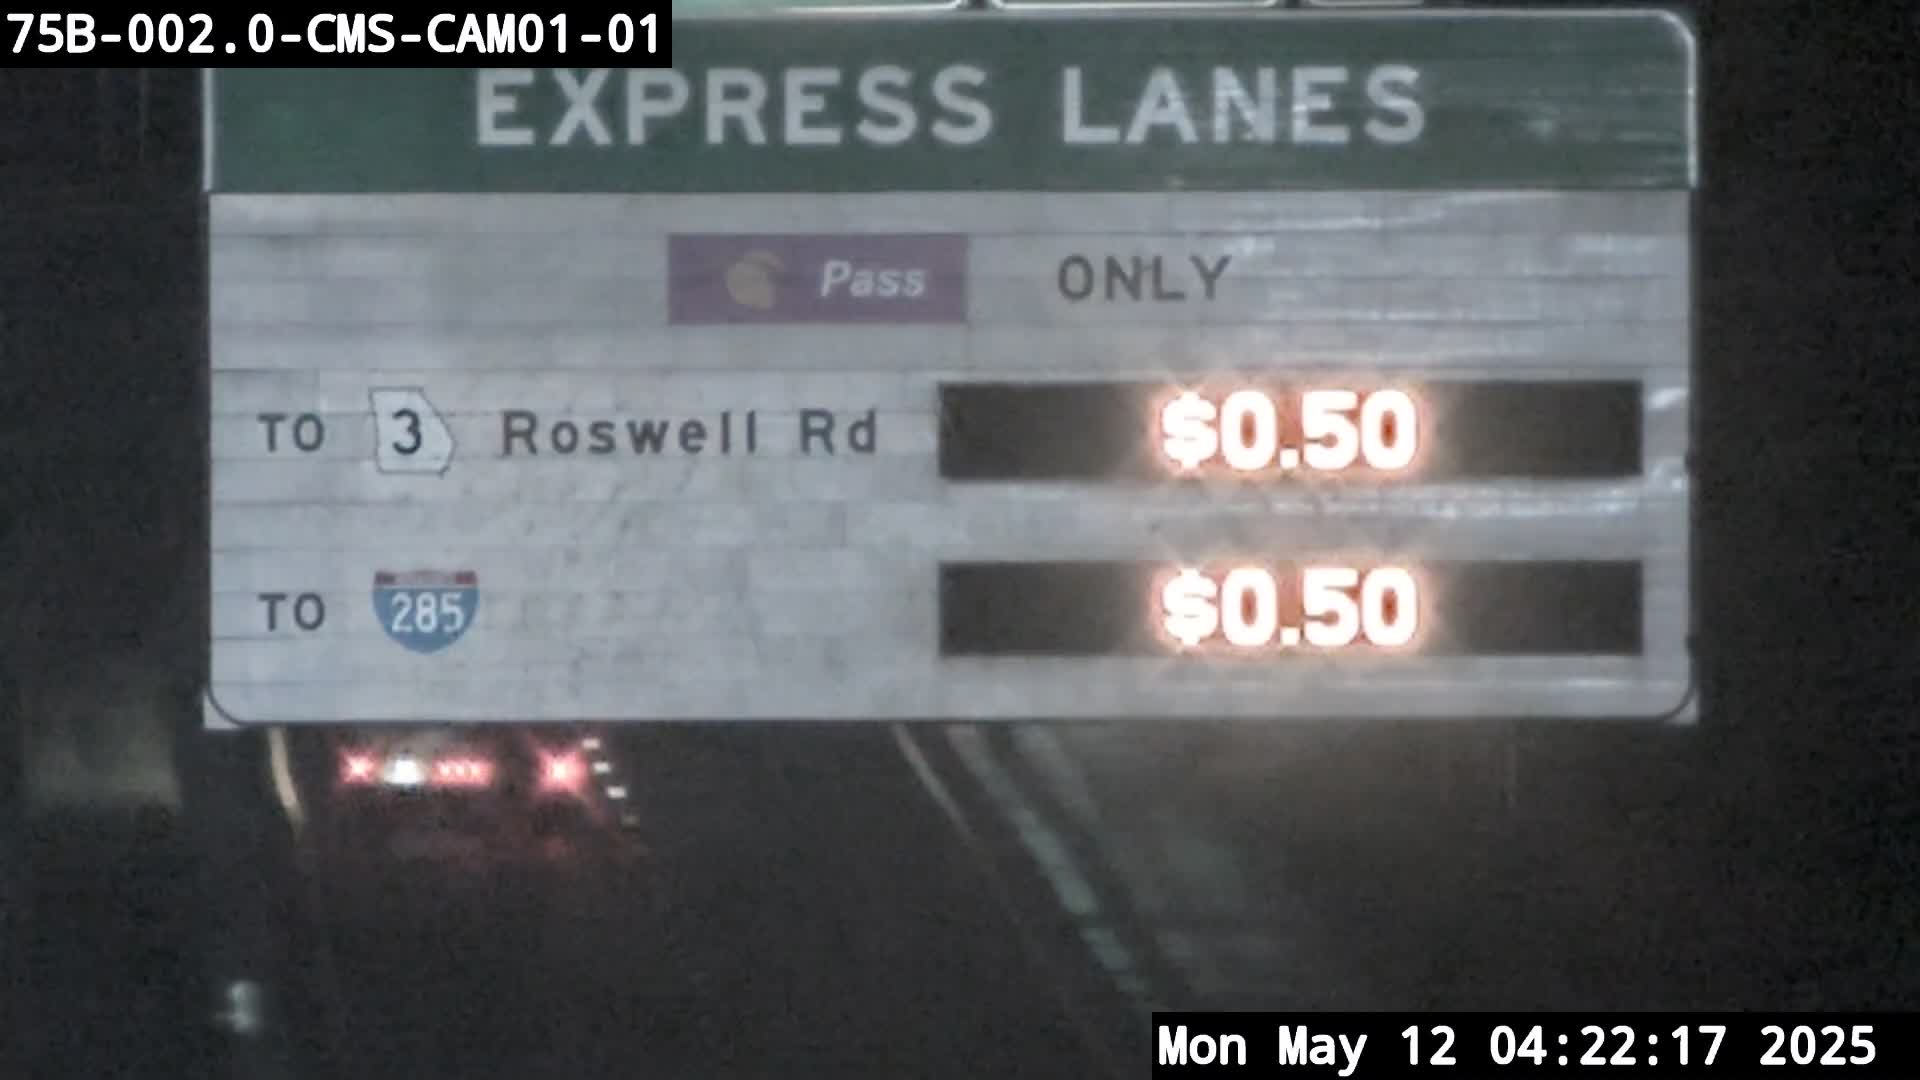 75B-002.0-CMS-CAM01-01
EXPRESS LANES
Pass ONLY
TO 3 Roswell Rd $0.50
TO 285 $0.50
Mon May 12 04:22:17 2025